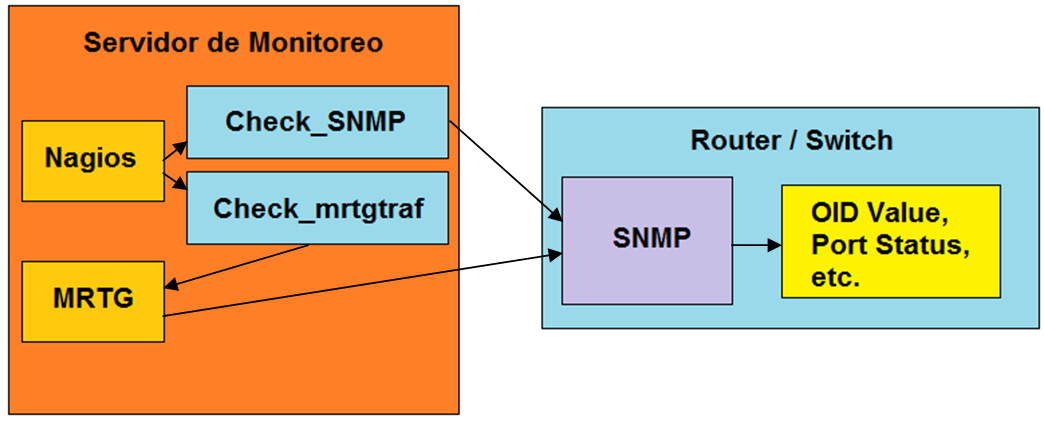 Servidor de Monitoreo
Nagios
Check_SNMP
Check_mrtgtraf
MRTG
Router / Switch
SNMP
OID Value,
Port Status,
etc.